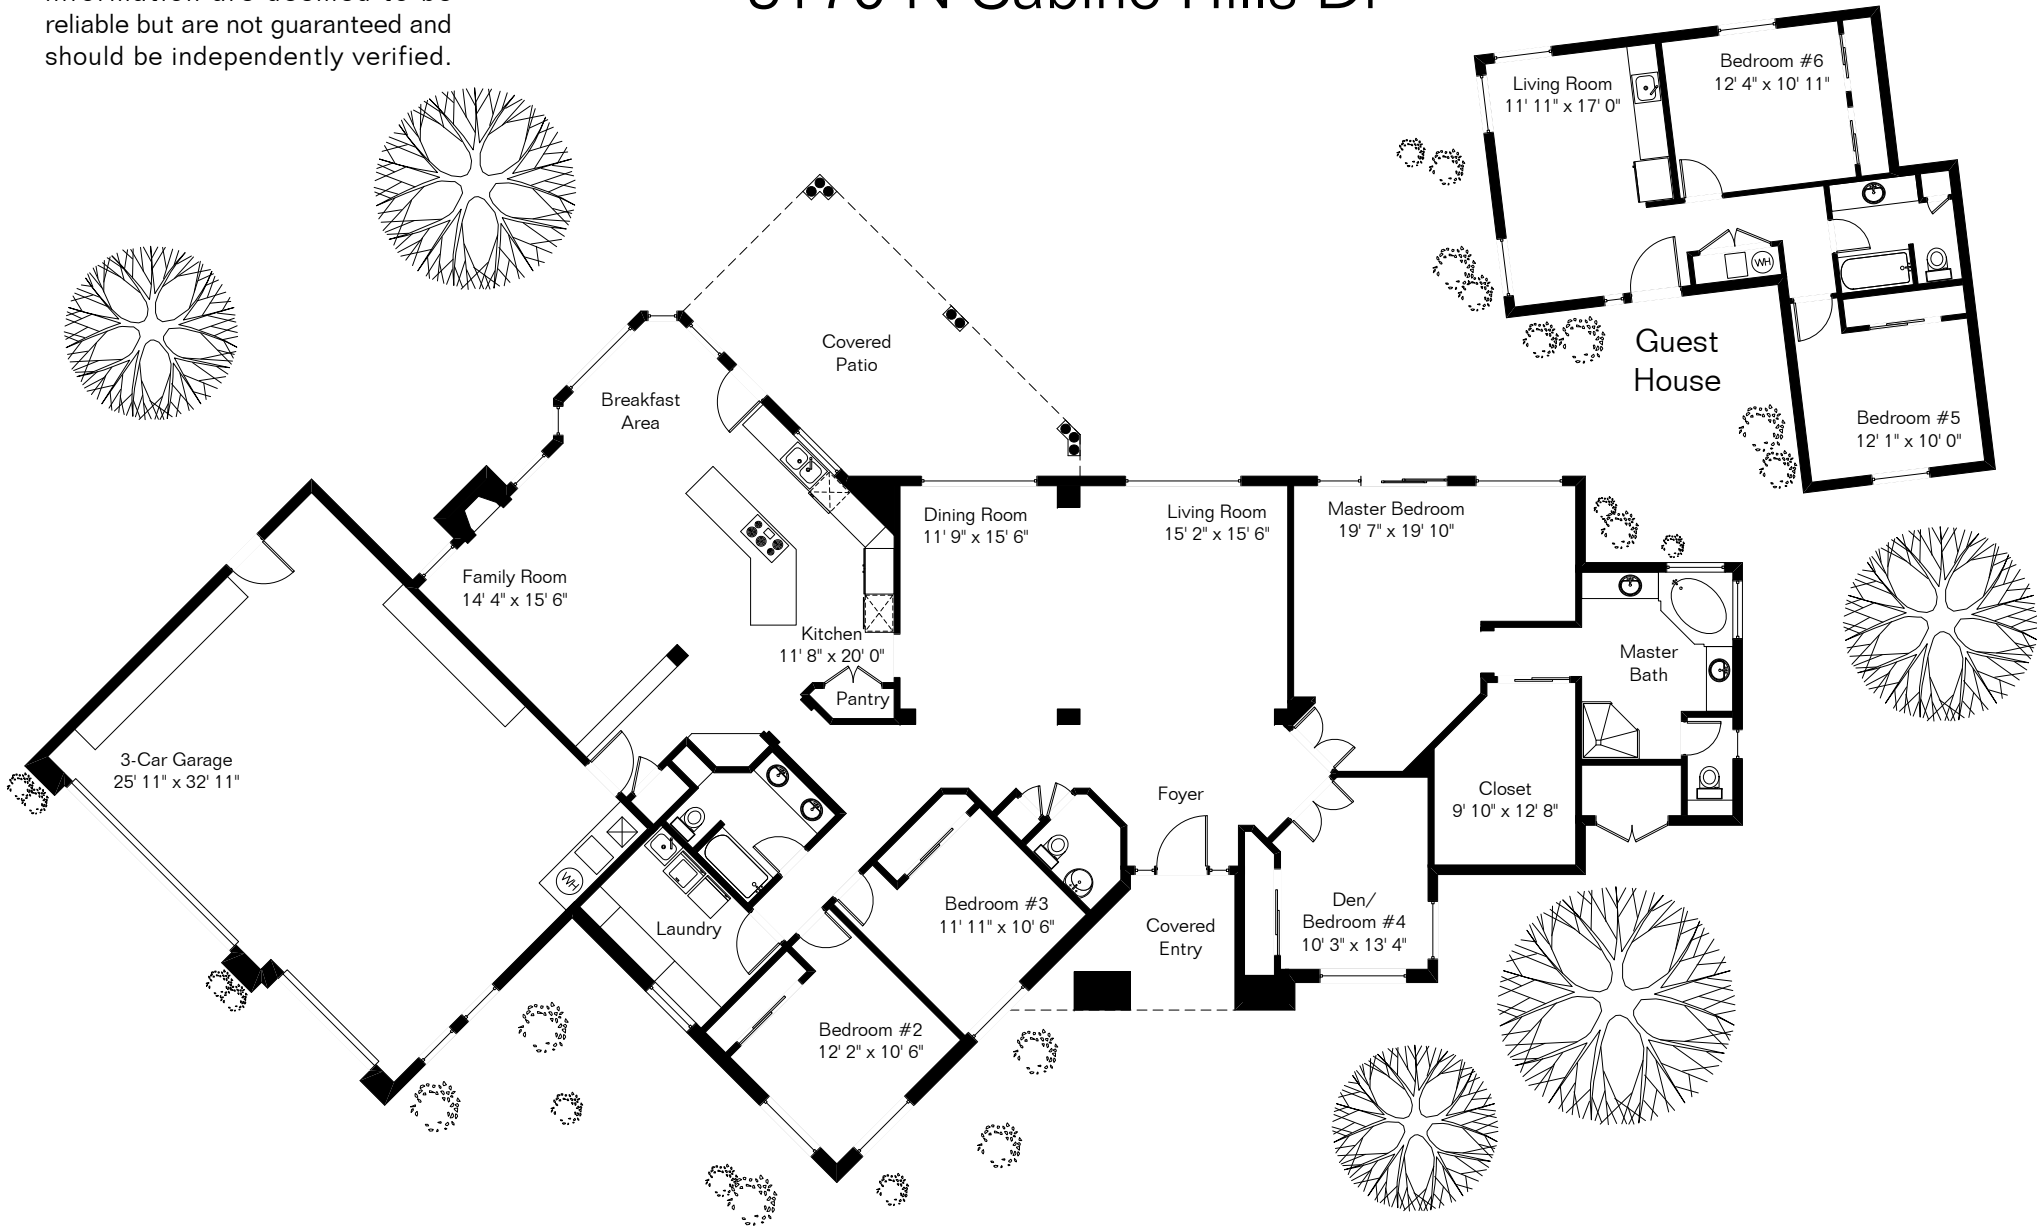 reliable but are not guaranteed and
should be independently verified.
N Sabino Hills Dr
Living Room
11' 11" x 17' 0"
Bedroom #6
12' 4" x 10' 11"
WH
Guest
House
Bedroom #5
12' 1" x 10' 0"
Covered
Patio
Breakfast
Area
Dining Room
11' 9" x 15' 6"
Living Room
15' 2" x 15' 6"
Master Bedroom
19' 7" x 19' 10"
Family Room
14' 4" x 15' 6"
Kitchen
11' 8" x 20' 0"
Pantry
Master
Bath
3-Car Garage
25' 11" x 32' 11"
Foyer
Closet
9' 10" x 12' 8"
WH
Laundry
Bedroom #3
11' 11" x 10' 6"
Covered
Entry
Den/
Bedroom #4
10' 3" x 13' 4"
Bedroom #2
12' 2" x 10' 6"